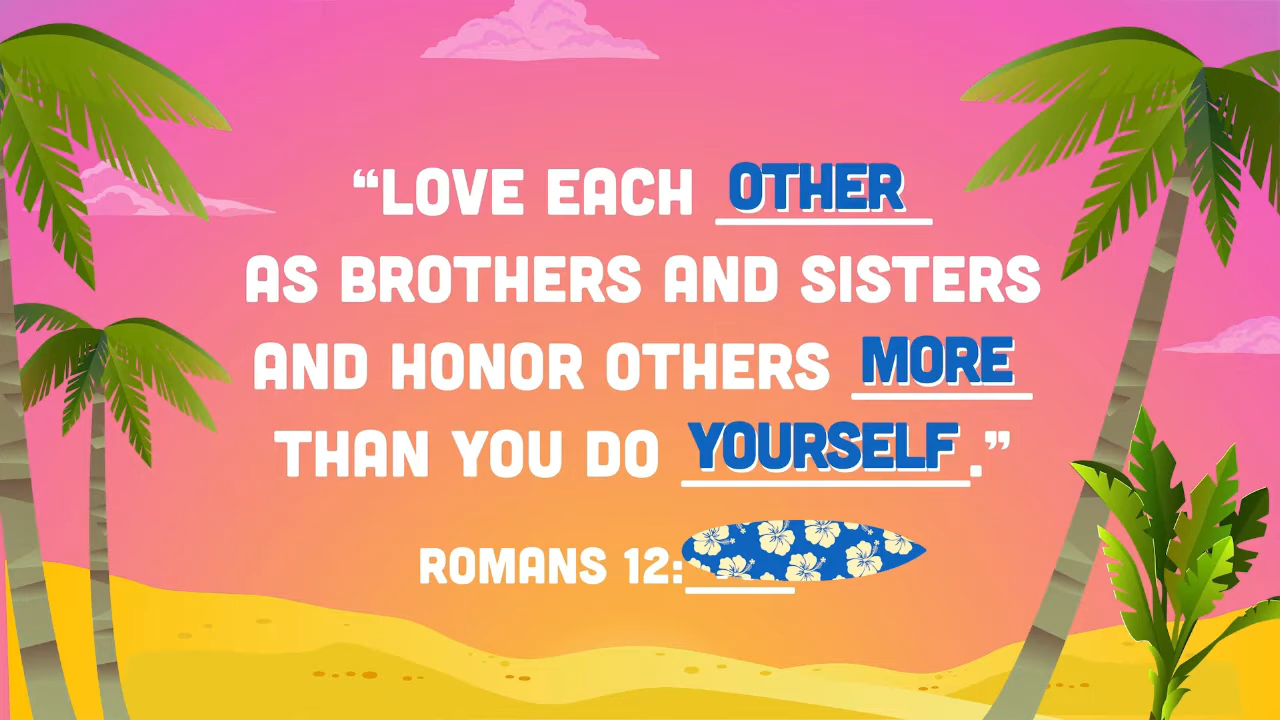 “LOVE EACH OTHER
AS BROTHERS AND SISTERS
AND HONOR OTHERS MORE
THAN YOU DO YOURSELF.”
ROMANS 12: